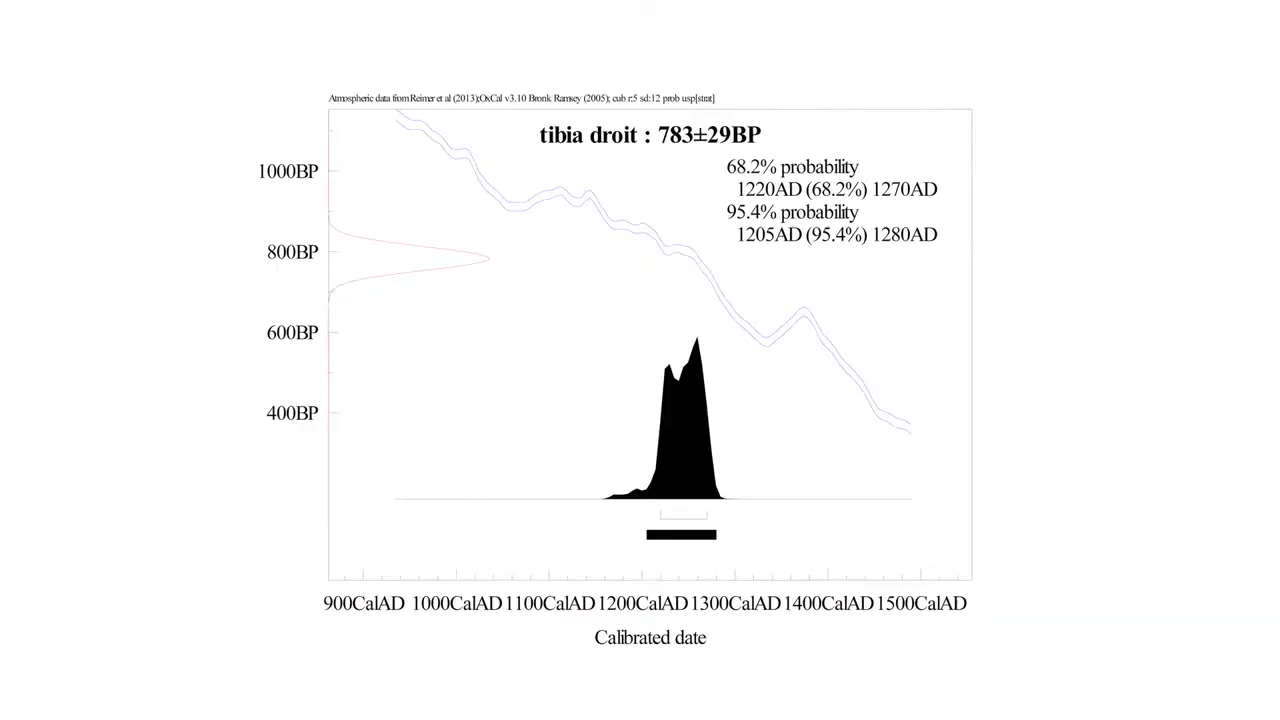 Atmospheric data from Reimer et al (2013);OxCal v3.10 Bronk Ramsey (2005); cub r:5 sd:12 prob usp[strat]
tibia droit : 783±29BP
68.2% probability
1220AD (68.2%) 1270AD
95.4% probability
1205AD (95.4%) 1280AD
1000BP
800BP
600BP
400BP
900CalAD 1000CalAD 1100CalAD 1200CalAD 1300CalAD 1400CalAD 1500CalAD
Calibrated date